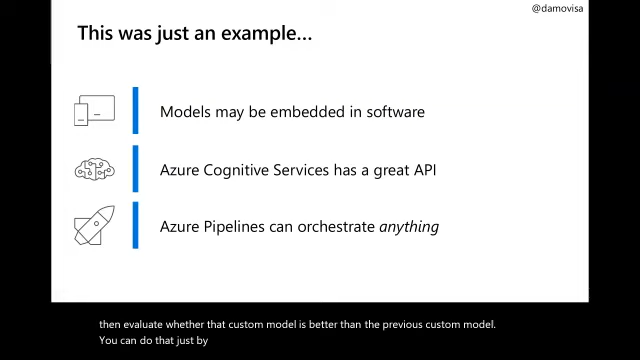 @damovisa
This was just an example...
Models may be embedded in software
Azure Cognitive Services has a great API
Azure Pipelines can orchestrate anything
then evaluate whether that custom model is better than the previous custom model.
You can do that just by